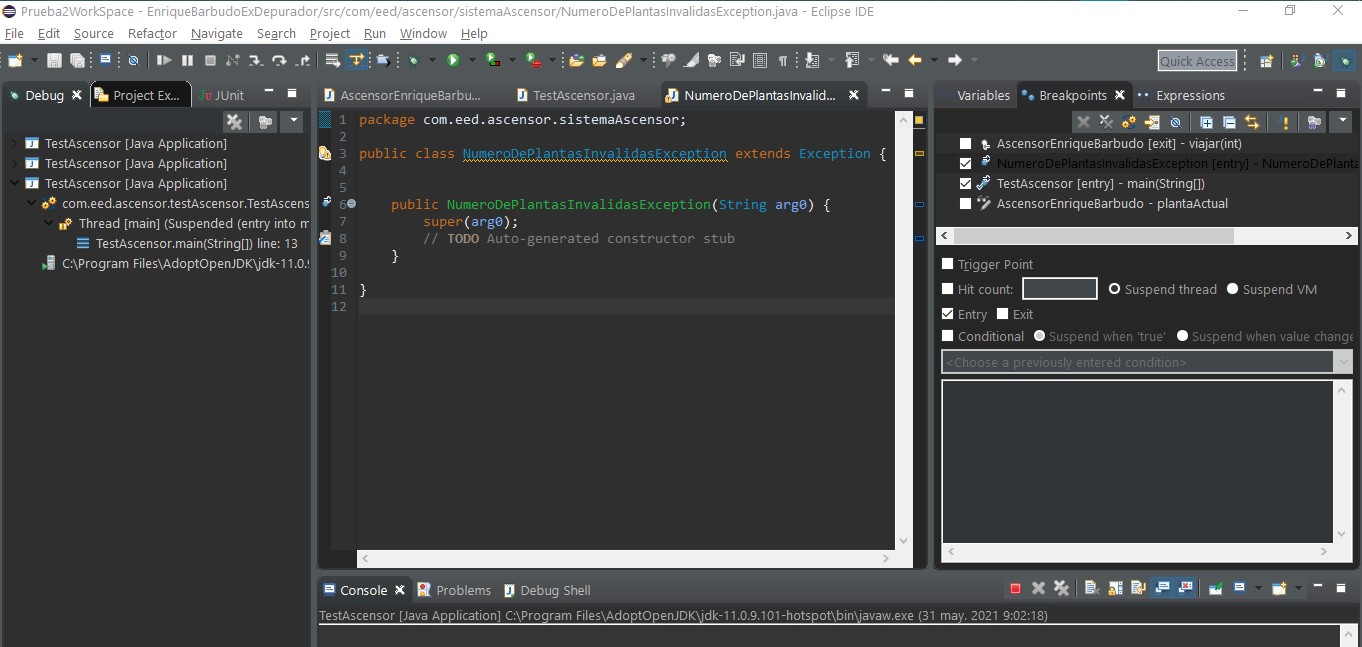 Prueba2WorkSpace - EnriqueBarbudoExDepurador/src/com/eed/ascensor/sistemaAscensor/NumeroDePlantasInvalidasException.java - Eclipse IDE
File Edit Source Refactor Navigate Search Project Run Window Help
Quick Access
Debug Project Ex... JUnit
TestAscensor [Java Application]
TestAscensor [Java Application]
TestAscensor [Java Application]
com.eed.ascensor.testAscensor.TestAscens
Thread [main] (Suspended (entry into m
TestAscensor.main(String[]) line: 13
C:\Program Files\AdoptOpenJDK\jdk-11.0.9
AscensorEnriqueBarbu... TestAscensor.java NumeroDePlantasInvalid...
1 package com.eed.ascensor.sistemaAscensor;
2
3 public class NumeroDePlantasInvalidasException extends Exception {
4
5
6 public NumeroDePlantasInvalidasException(String arg0) {
7 super(arg0);
8 // TODO Auto-generated constructor stub
9 }
10
11 }
12
Variables Breakpoints Expressions
AscensorEnriqueBarbudo [exit] - viajar(int)
NumeroDePlantasInvalidasException [entry] - NumeroDePlanta
TestAscensor [entry] - main(String[])
AscensorEnriqueBarbudo - plantaActual
Trigger Point
Hit count: Suspend thread Suspend VM
Entry Exit
Conditional Suspend when 'true' Suspend when value change
<Choose a previously entered condition>
Console Problems Debug Shell
TestAscensor [Java Application] C:\Program Files\AdoptOpenJDK\jdk-11.0.9.101-hotspot\bin\javaw.exe (31 may. 2021 9:02:18)